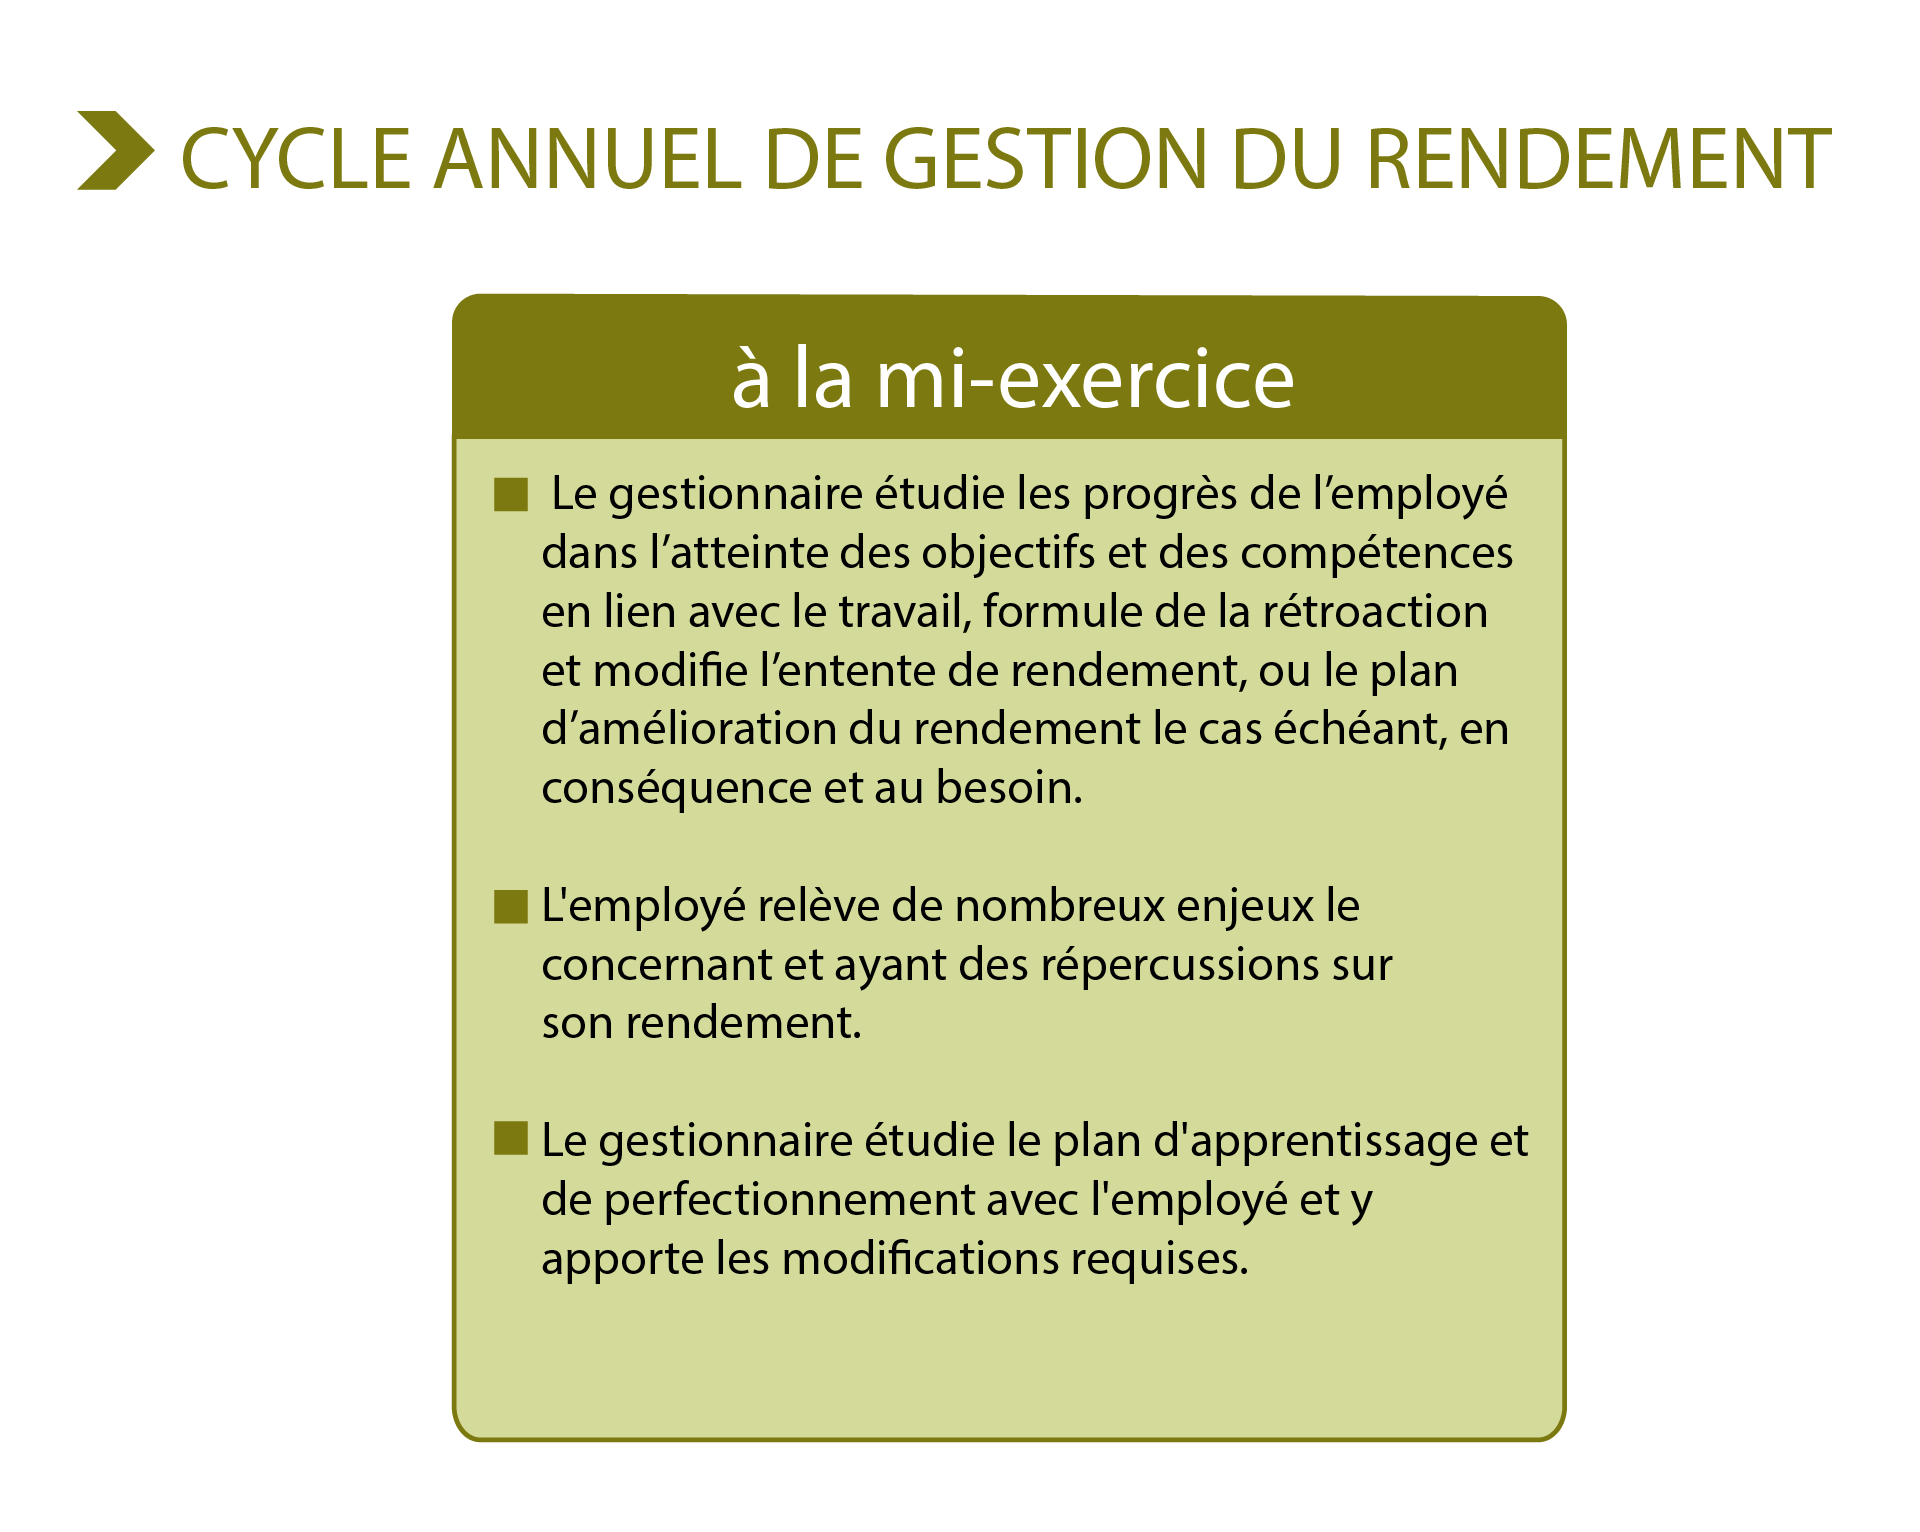 CYCLE ANNUEL DE GESTION DU RENDEMENT
à la mi-exercice
Le gestionnaire étudie les progrès de l’employé
dans l’atteinte des objectifs et des compétences
en lien avec le travail, formule de la rétroaction
et modifie l’entente de rendement, ou le plan
d’amélioration du rendement le cas échéant, en
conséquence et au besoin.
L'employé relève de nombreux enjeux le
concernant et ayant des répercussions sur
son rendement.
Le gestionnaire étudie le plan d'apprentissage et
de perfectionnement avec l'employé et y
apporte les modifications requises.